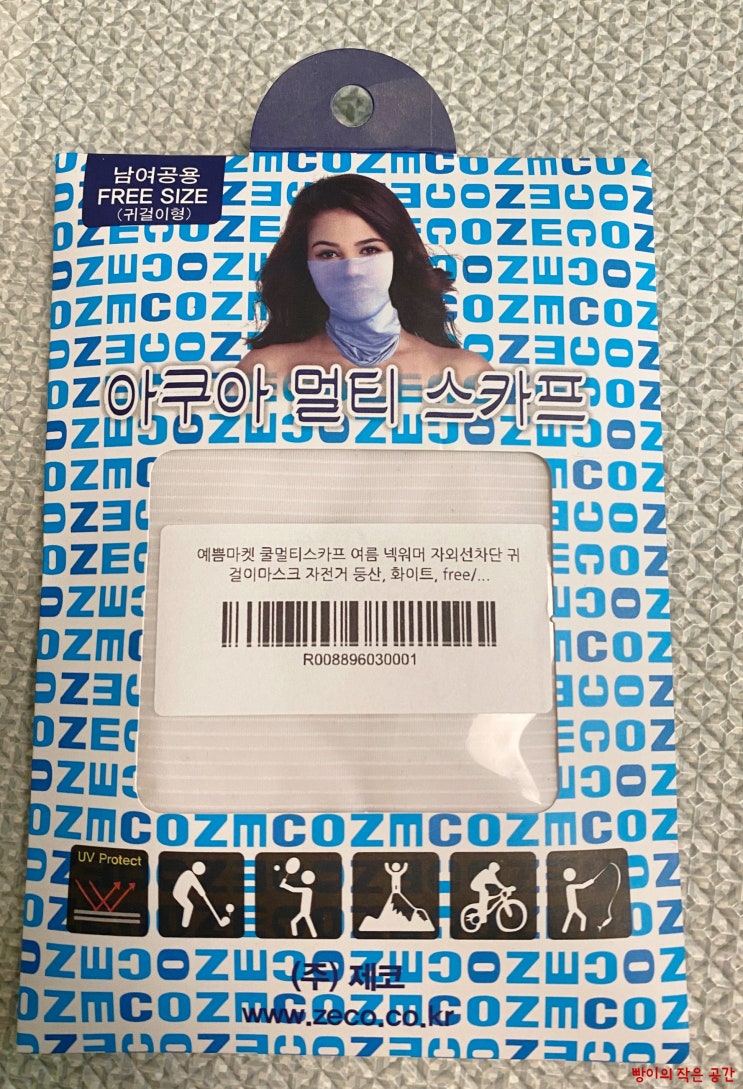 남여공용
FREE SIZE
(귀걸이형)
아쿠아 멀티 스카프
예쁨마켓 쿨멀티스카프 여름 넥워머 자외선차단 귀
걸이마스크 자전거 등산, 화이트, free/...
R008896030001
UV Protect
(주) 제코
www.zeco.co.kr
빵이의 작은 공간